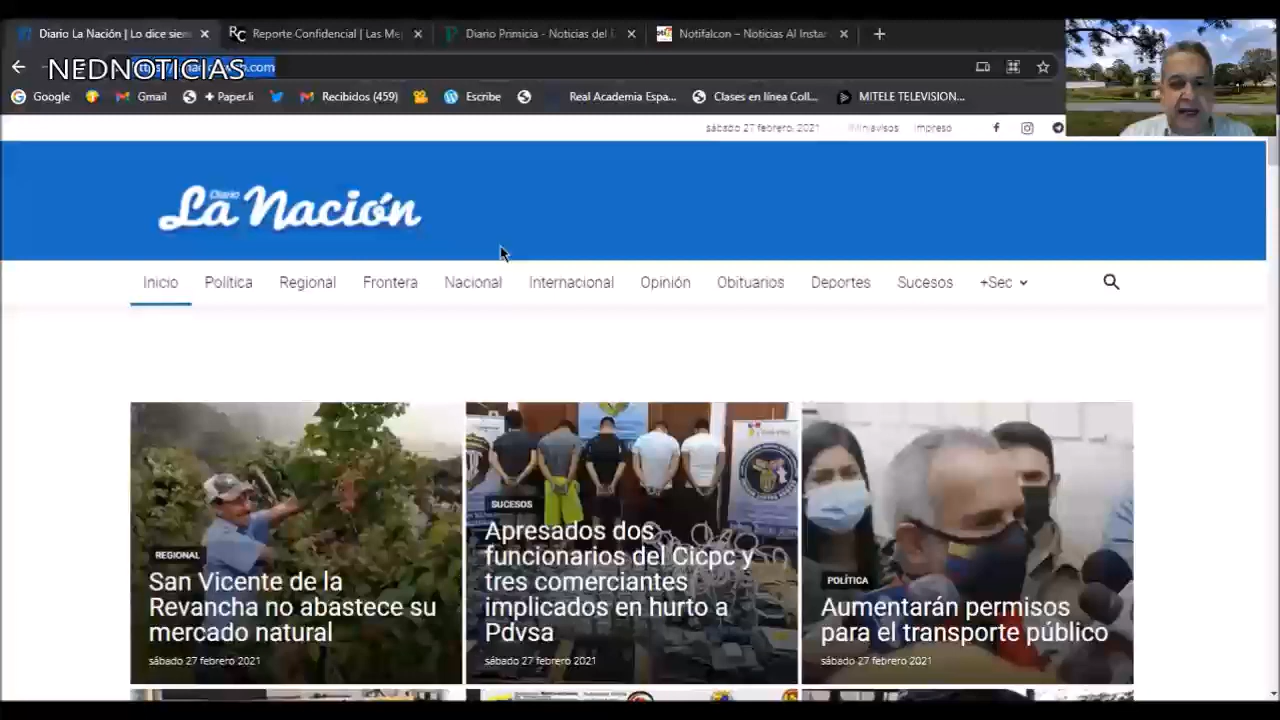 Diario La Nación | Lo dice sien
Reporte Confidencial | Las Me
Diario Primicia - Noticias del
Notifalcon – Noticias Al Instan
NEDNOTICIAS
.com
Google
Gmail
+ Paper.li
Recibidos (459)
Escribe
Real Academia Espa...
Clases en línea Coll...
MITELE TELEVISION...
sábado 27 febrero, 2021
Miniavisos
Impreso
Diario
La Nación
Inicio
Política
Regional
Frontera
Nacional
Internacional
Opinión
Obituarios
Deportes
Sucesos
+Sec
REGIONAL
San Vicente de la
Revancha no abastece su
mercado natural
sábado 27 febrero 2021
SUCESOS
Apresados dos
funcionarios del Cicpc y
tres comerciantes
implicados en hurto a
Pdvsa
sábado 27 febrero 2021
POLÍTICA
Aumentarán permisos
para el transporte público
sábado 27 febrero 2021